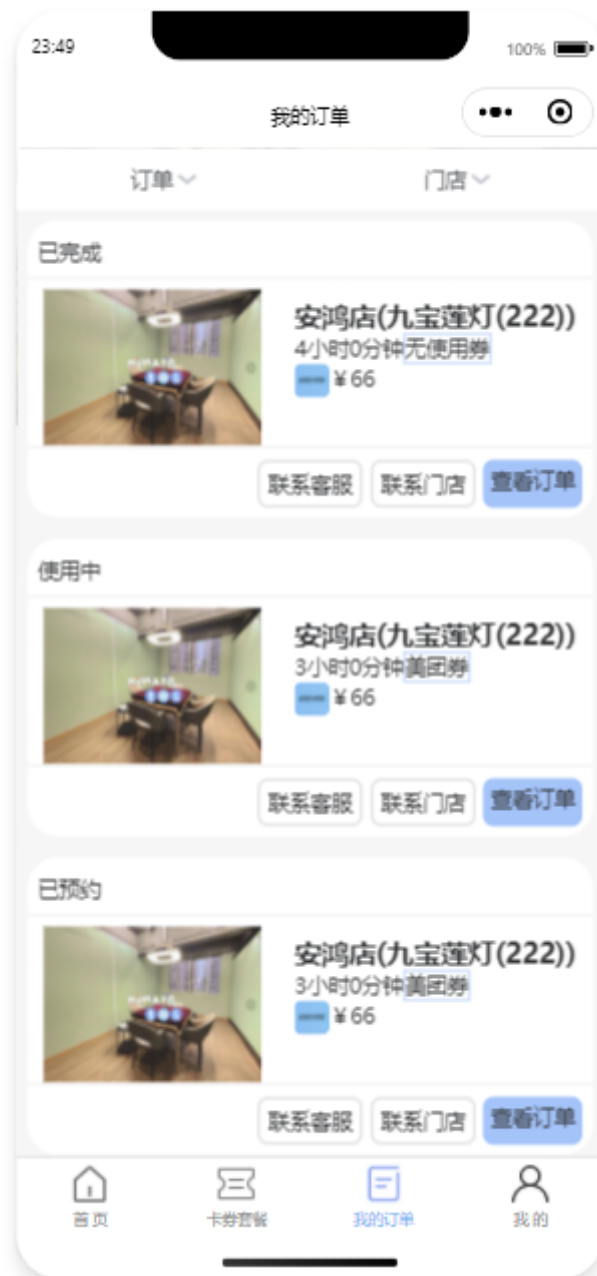 23:49 100%
我的订单
订单 门店
已完成
安鸿店(九宝莲灯(222))
4小时0分钟无使用券
￥66
联系客服 联系门店 查看订单
使用中
安鸿店(九宝莲灯(222))
3小时0分钟美团券
￥66
联系客服 联系门店 查看订单
已预约
安鸿店(九宝莲灯(222))
3小时0分钟美团券
￥66
联系客服 联系门店 查看订单
首页 卡券套餐 我的订单 我的